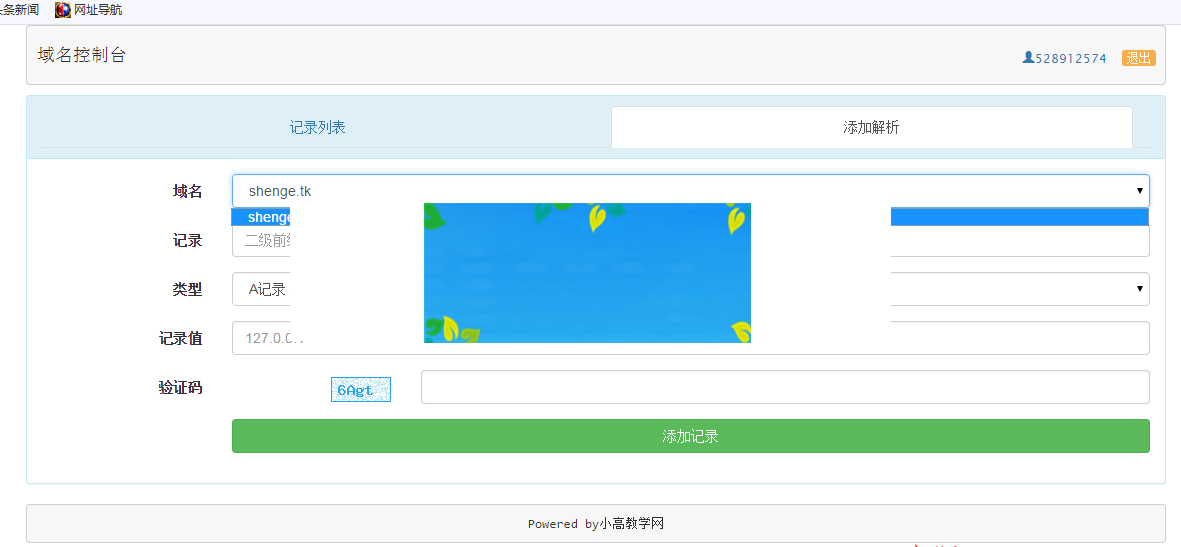 头条新闻 网址导航
域名控制台
528912574 退出
记录列表 添加解析
域名 shenge.tk
shenge
记录 二级前缀
类型 A记录
记录值 127.0.0.
验证码 6Agt
添加记录
Powered by小高教学网